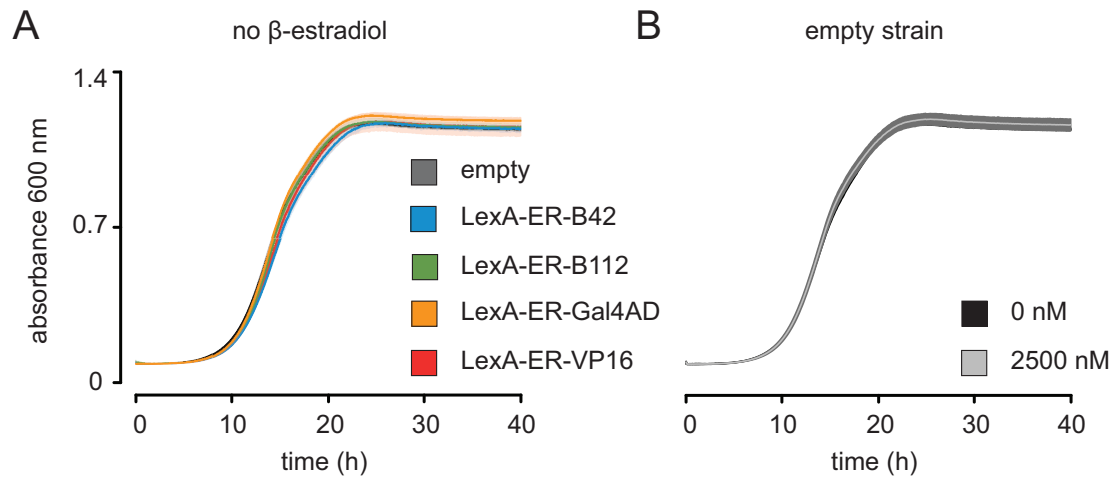 A
no β-estradiol
1.4
0.7
0
absorbance 600 nm
empty
LexA-ER-B42
LexA-ER-B112
LexA-ER-Gal4AD
LexA-ER-VP16
0 10 20 30 40
time (h)
B
empty strain
0 nM
2500 nM
0 10 20 30 40
time (h)